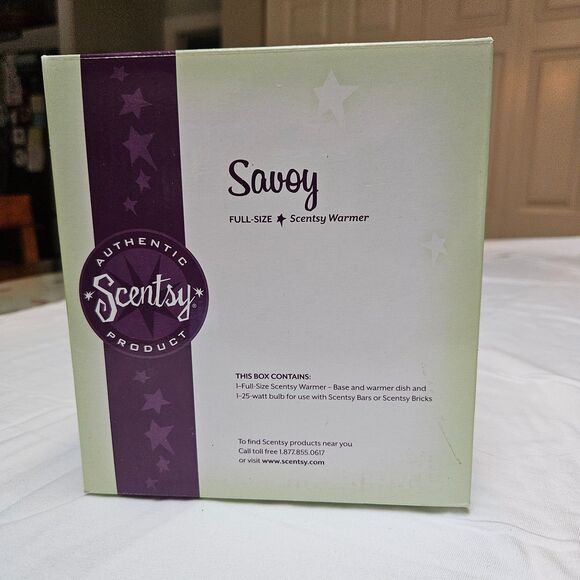 Savoy
FULL-SIZE ★ Scentsy Warmer
AUTHENTIC
Scentsy®
PRODUCT
THIS BOX CONTAINS:
1–Full-Size Scentsy Warmer – Base and warmer dish and
1–25-watt bulb for use with Scentsy Bars or Scentsy Bricks
To find Scentsy products near you
Call toll free 1.877.855.0617
or visit www.scentsy.com